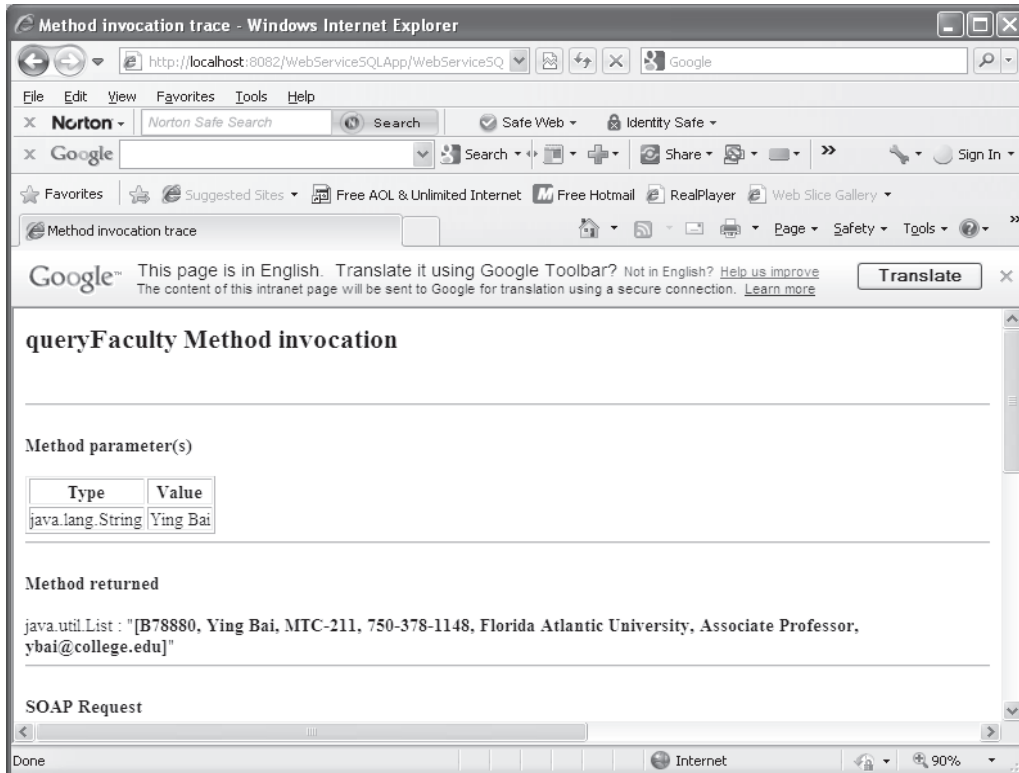 Method invocation trace - Windows Internet Explorer
http://localhost:8082/WebServiceSQLApp/WebServiceSQ
Google
File Edit View Favorites Tools Help
x Norton Norton Safe Search Search Safe Web Identity Safe
x Google Search Share >> Sign In
Favorites Suggested Sites Free AOL & Unlimited Internet Free Hotmail RealPlayer Web Slice Gallery
Method invocation trace Page Safety Tools >>
Google™ This page is in English. Translate it using Google Toolbar? Not in English? Help us improve Translate x
The content of this intranet page will be sent to Google for translation using a secure connection. Learn more
queryFaculty Method invocation
Method parameter(s)
Type Value
java.lang.String Ying Bai
Method returned
java.util.List : "[B78880, Ying Bai, MTC-211, 750-378-1148, Florida Atlantic University, Associate Professor,
ybai@college.edu]"
SOAP Request
Done Internet 90%